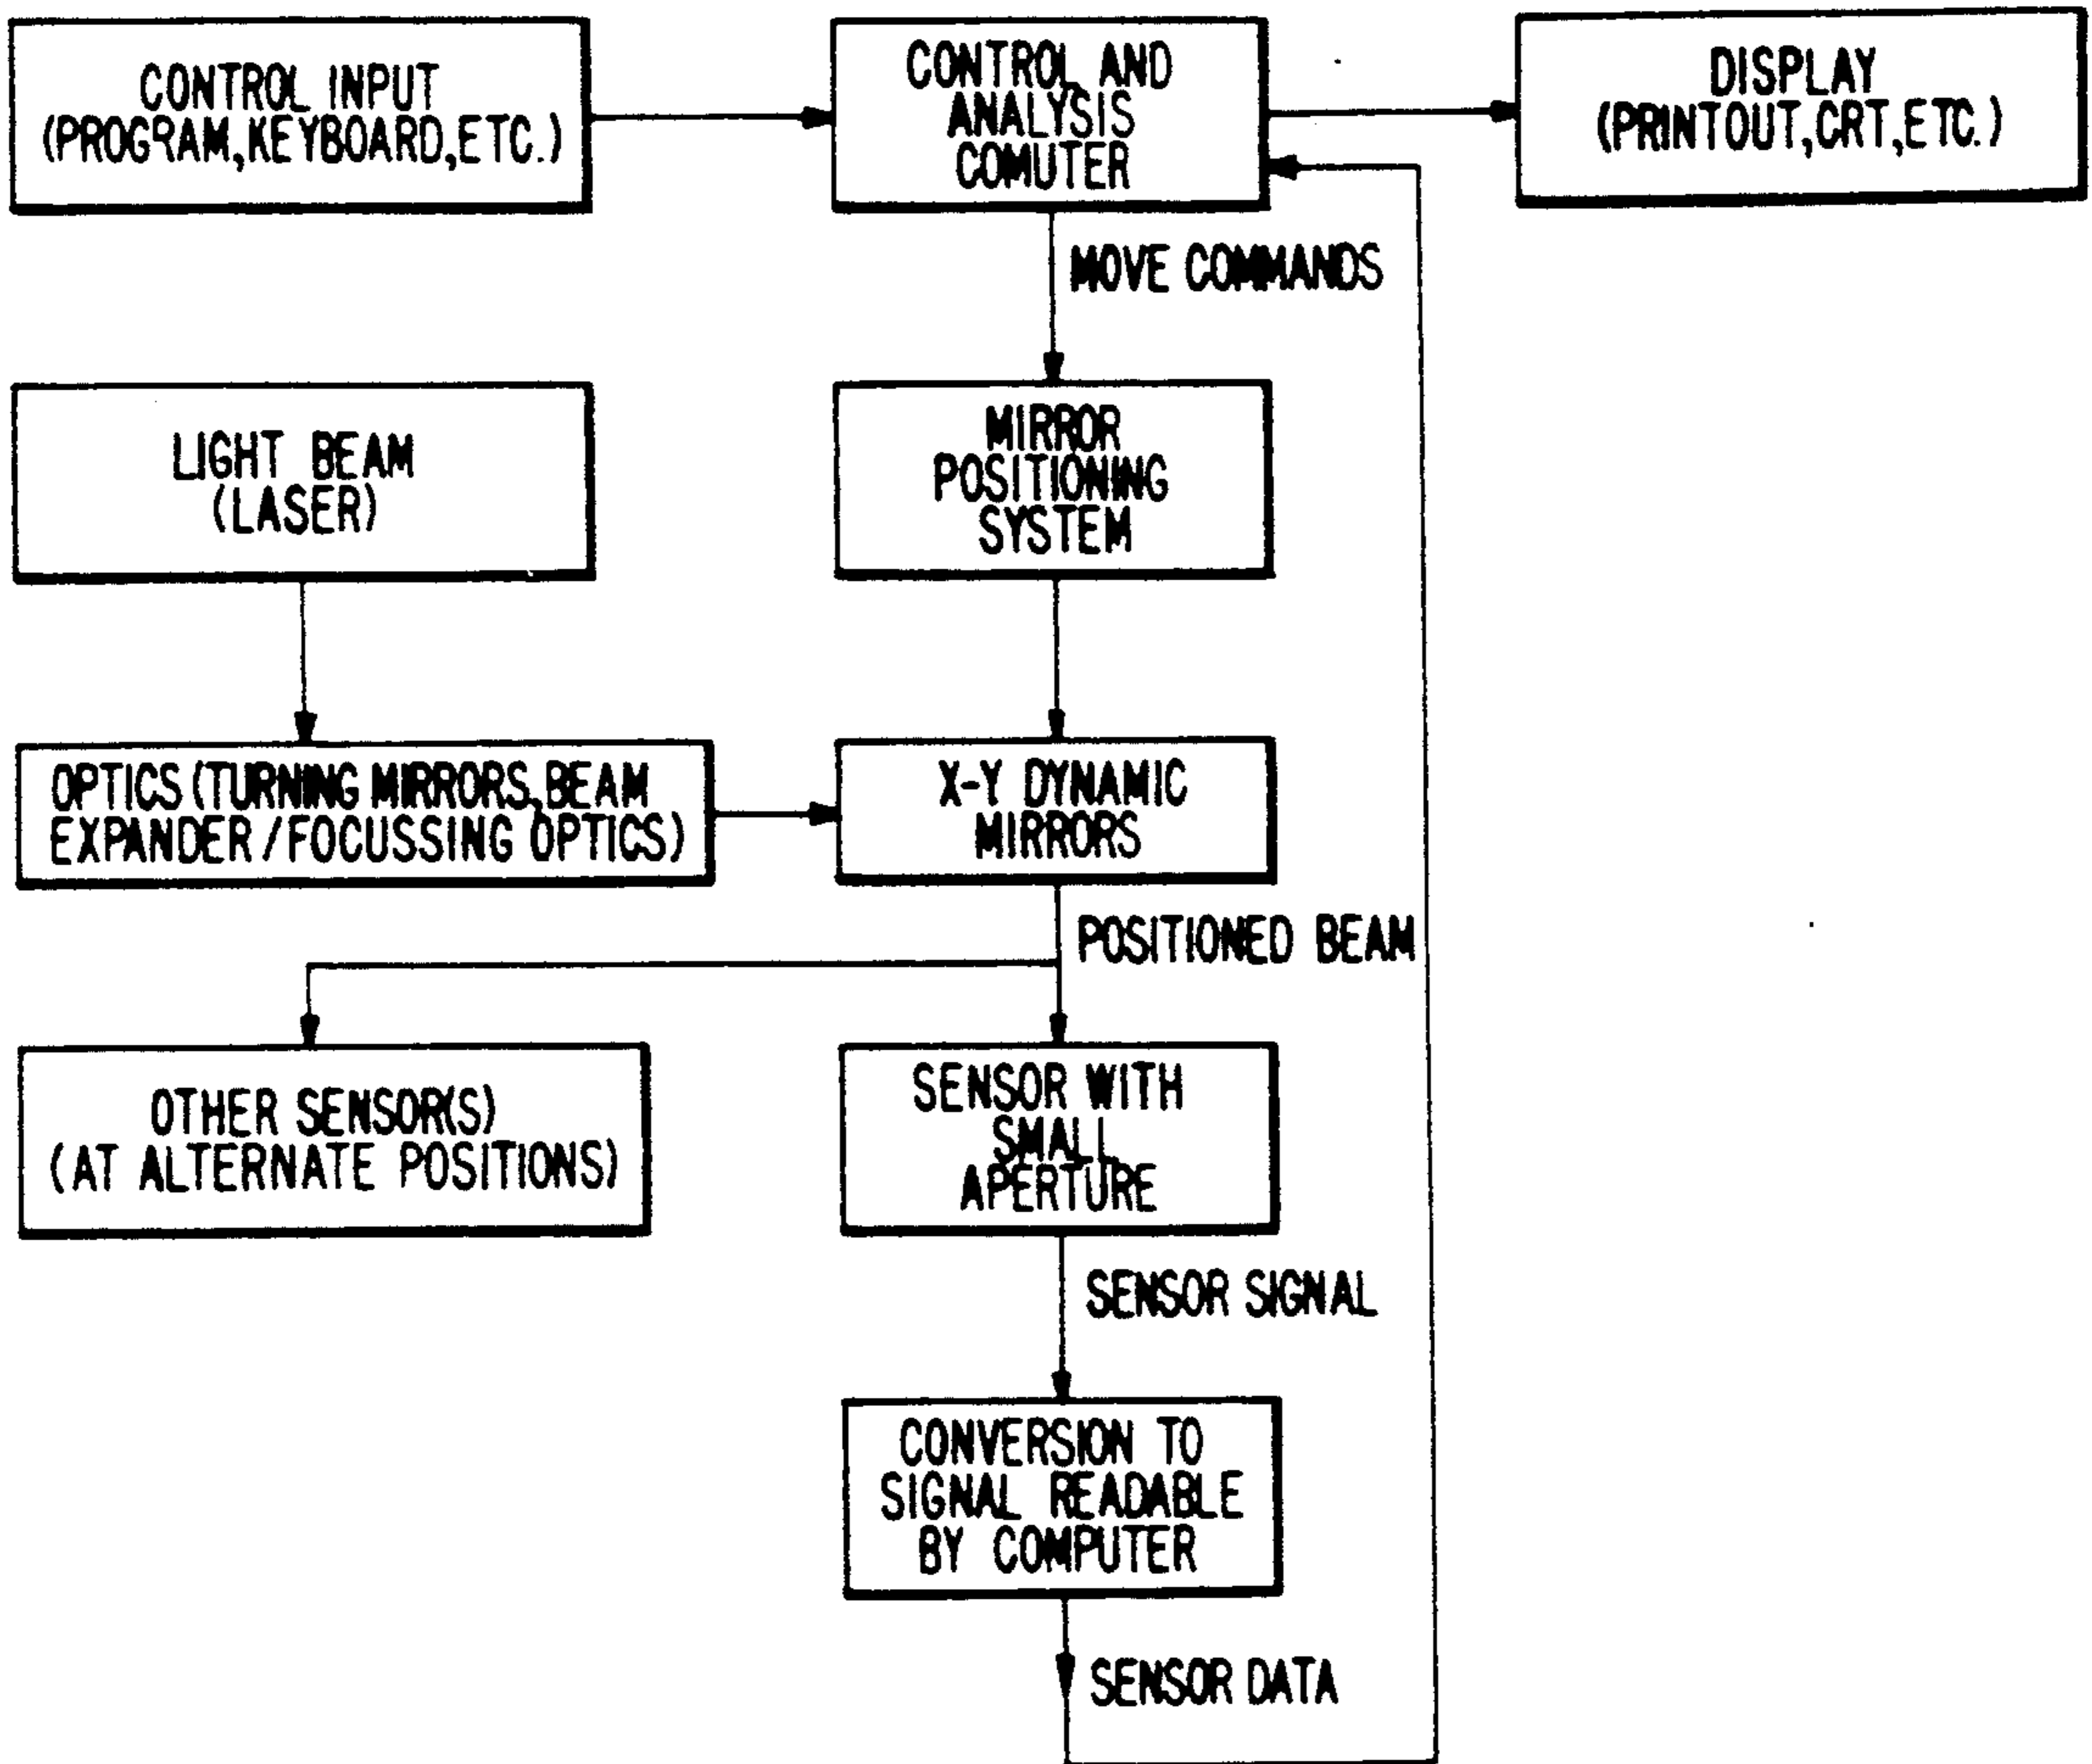 CONTROL INPUT
(PROGRAM,KEYBOARD,ETC.)
CONTROL AND
ANALYSIS
COMUTER
DISPLAY
(PRINTOUT,CRT,ETC.)
MOVE COMMANDS
LIGHT BEAM
(LASER)
MIRROR
POSITIONING
SYSTEM
OPTICS (TURNING MIRRORS,BEAM
EXPANDER/FOCUSSING OPTICS)
X-Y DYNAMIC
MIRRORS
POSITIONED BEAM
OTHER SENSOR(S)
(AT ALTERNATE POSITIONS)
SENSOR WITH
SMALL
APERTURE
SENSOR SIGNAL
CONVERSION TO
SIGNAL READABLE
BY COMPUTER
SENSOR DATA